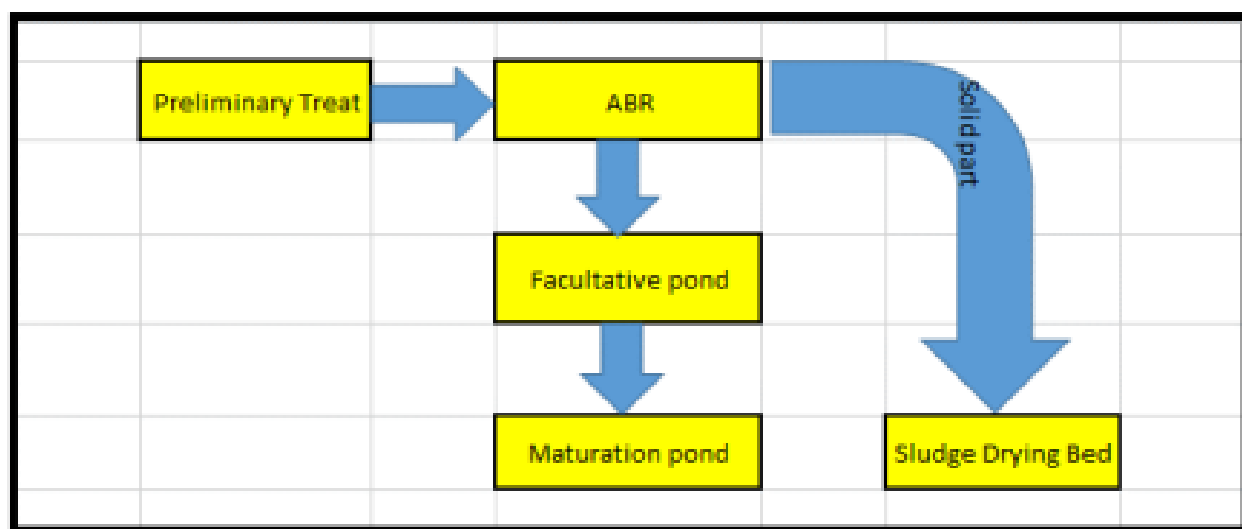 Preliminary Treat
ABR
Solid part
Facultative pond
Maturation pond
Sludge Drying Bed